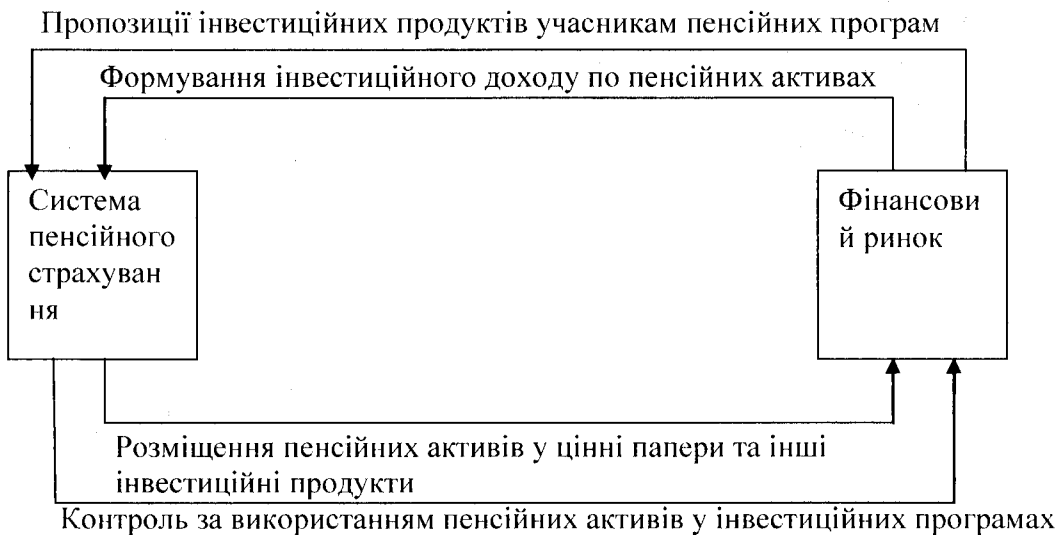 Пропозиції інвестиційних продуктів учасникам пенсійних програм
Формування інвестиційного доходу по пенсійних активах
Система
пенсійного
страхуван
ня
Фінансови
й ринок
Розміщення пенсійних активів у цінні папери та інші
інвестиційні продукти
Контроль за використанням пенсійних активів у інвестиційних програмах